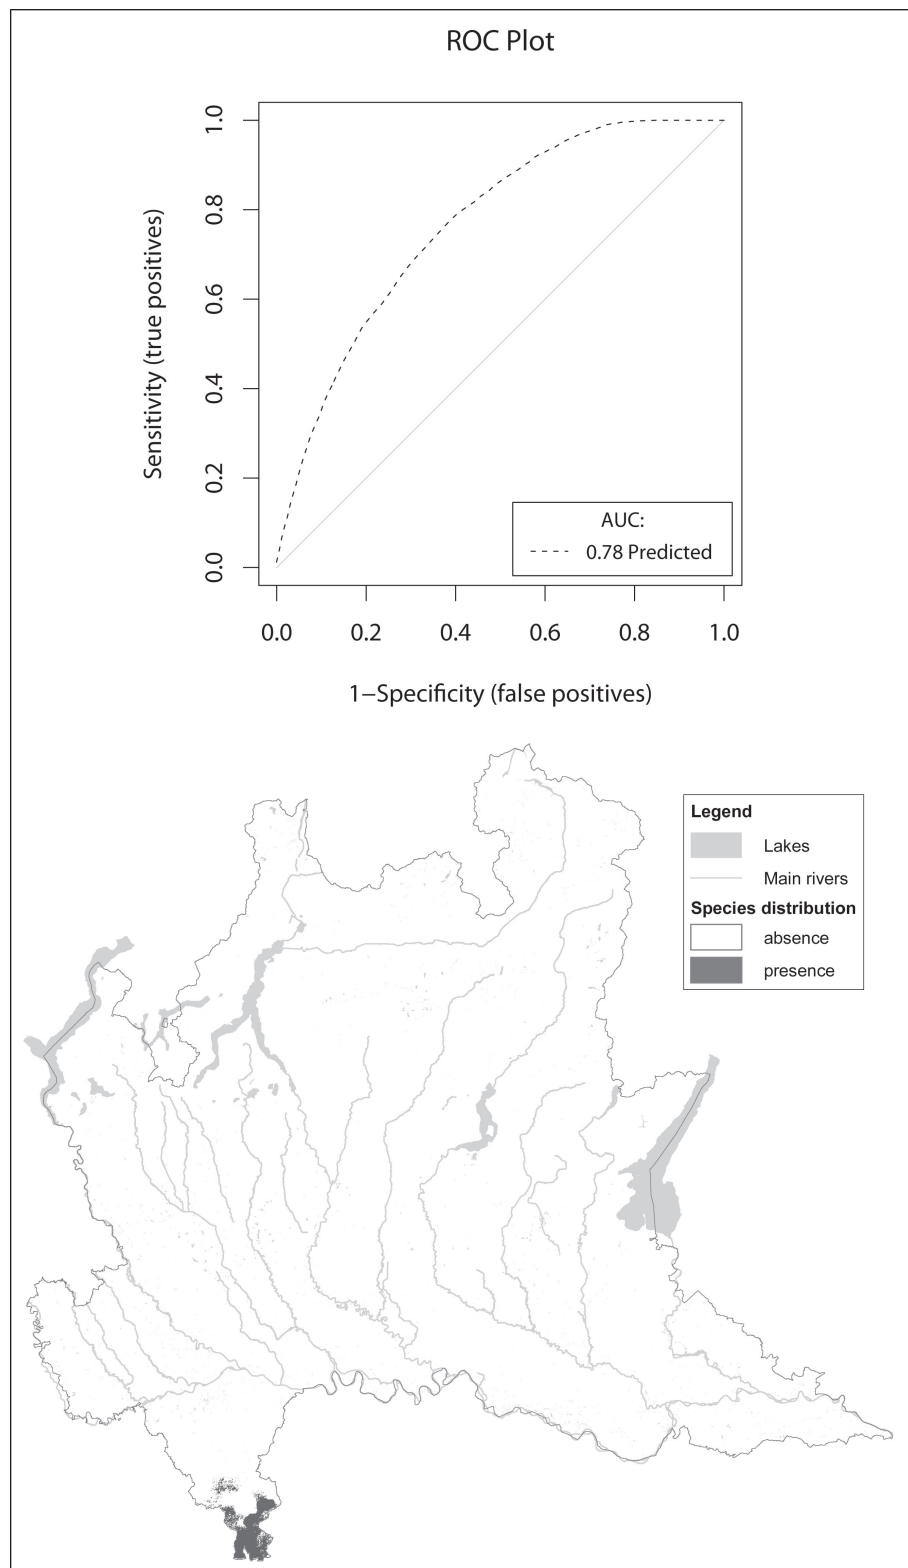 ROC Plot
1.0
0.8
0.6
0.4
0.2
0.0
Sensitivity (true positives)
AUC:
0.78 Predicted
0.0 0.2 0.4 0.6 0.8 1.0
1−Specificity (false positives)
Legend
Lakes
Main rivers
Species distribution
absence
presence